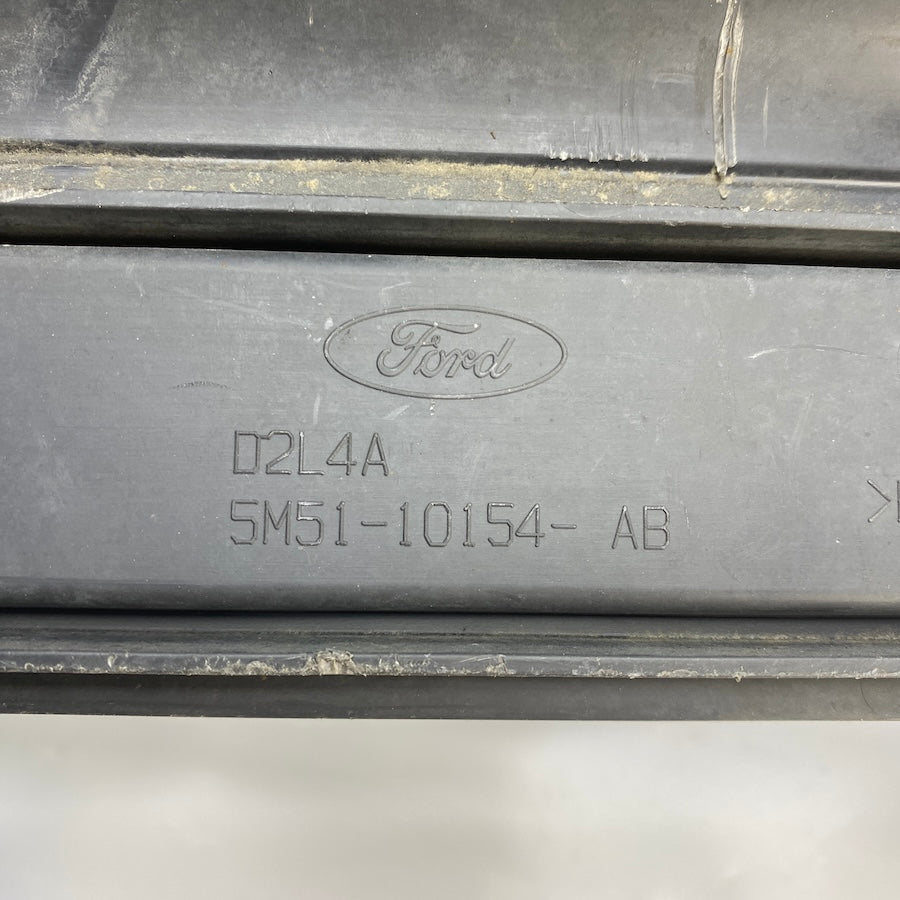 Ford
D2L4A
5M51-10154- AB
>